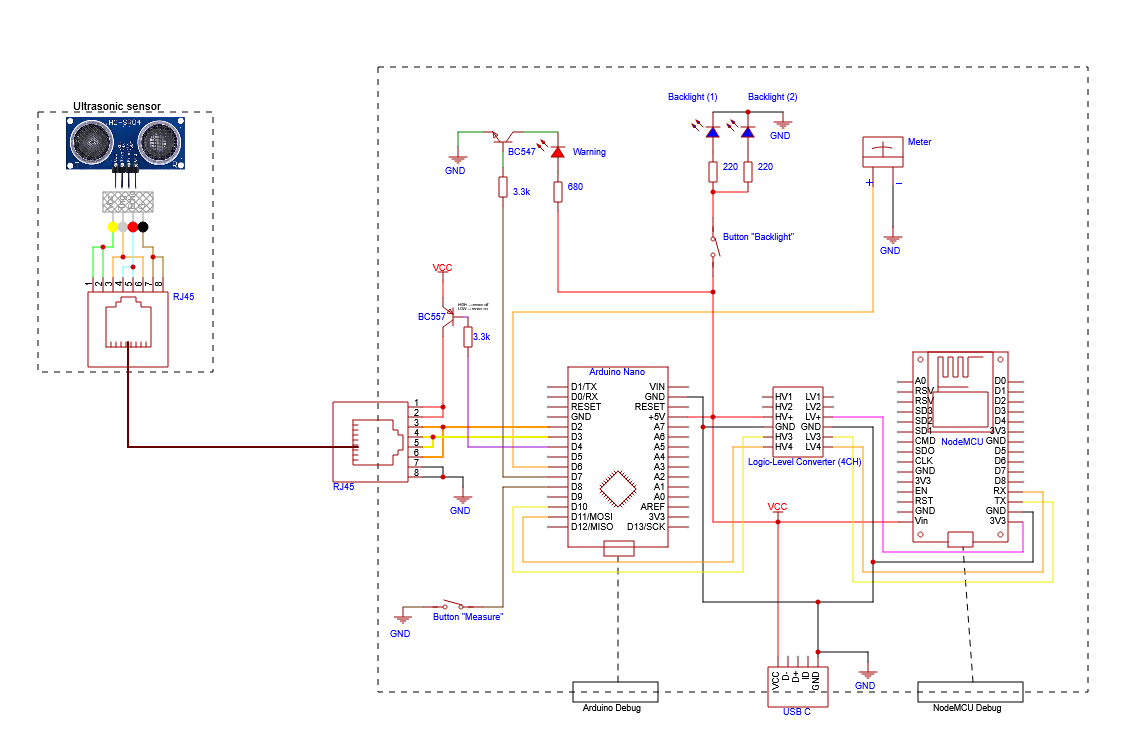 Ultrasonic sensor
HC-SR04
1
2
3
4
5
6
7
8
RJ45
Backlight (1)
Backlight (2)
GND
220
220
Button "Backlight"
Meter
+
–
GND
GND
BC547
Warning
3.3k
680
VCC
BC557
HIGH -->sensor off
LOW -->sensor on
3.3k
1
2
3
4
5
6
7
8
RJ45
GND
Arduino Nano
D1/TX
D0/RX
RESET
GND
D2
D3
D4
D5
D6
D7
D8
D9
D10
D11/MOSI
D12/MISO
VIN
GND
RESET
+5V
A7
A6
A5
A4
A3
A2
A1
A0
AREF
3V3
D13/SCK
HV1
HV2
HV+
GND
HV3
HV4
LV1
LV2
LV+
GND
LV3
LV4
Logic-Level Converter (4CH)
A0
RSV
RSV
SD3
SD2
SD1
CMD
SDO
CLK
GND
3V3
EN
RST
GND
Vin
NodeMCU
D0
D1
D2
D3
D4
3V3
GND
D5
D6
D7
D8
RX
TX
GND
3V3
VCC
GND
Button "Measure"
VCC
D-
D+
ID
GND
USB C
GND
Arduino Debug
NodeMCU Debug